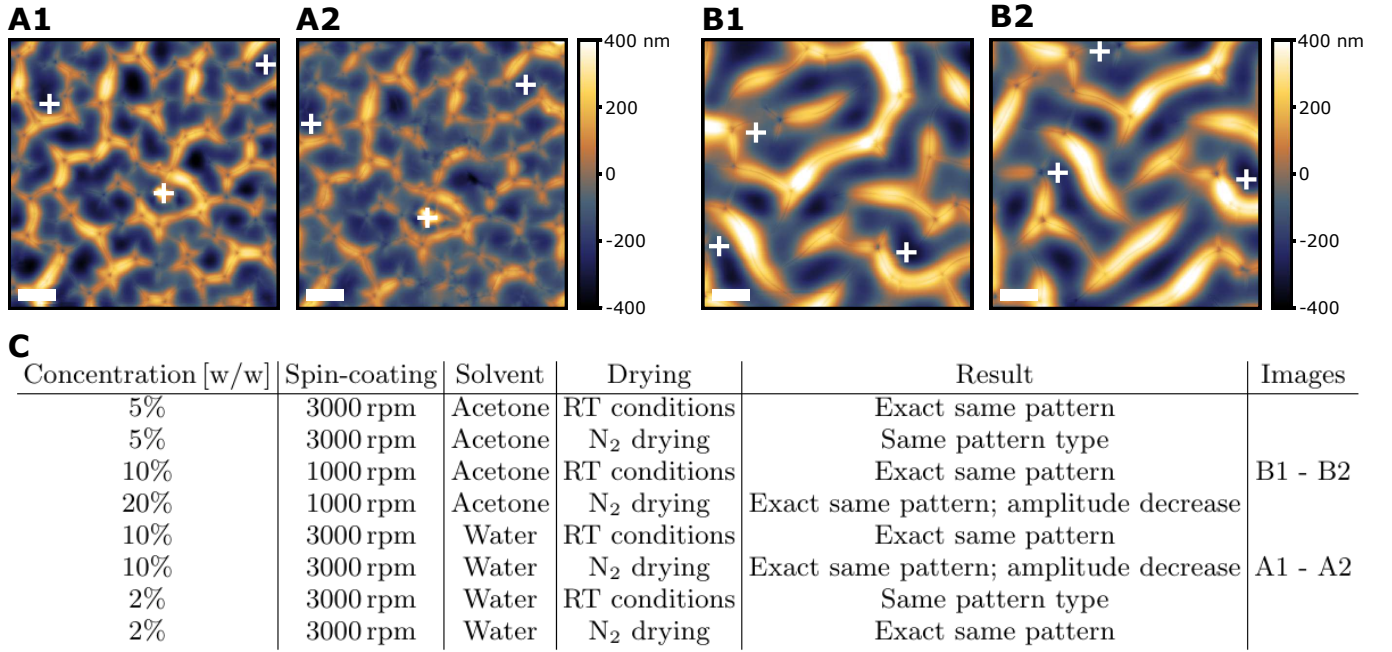 A1 A2 B1 B2
400 nm 400 nm
200 200
0 0
-200 -200
-400 -400
C
Concentration [w/w] Spin-coating Solvent Drying Result Images
5% 3000 rpm Acetone RT conditions Exact same pattern
5% 3000 rpm Acetone N₂ drying Same pattern type
10% 1000 rpm Acetone RT conditions Exact same pattern B1 - B2
20% 1000 rpm Acetone N₂ drying Exact same pattern; amplitude decrease
10% 3000 rpm Water RT conditions Exact same pattern
10% 3000 rpm Water N₂ drying Exact same pattern; amplitude decrease A1 - A2
2% 3000 rpm Water RT conditions Same pattern type
2% 3000 rpm Water N₂ drying Exact same pattern